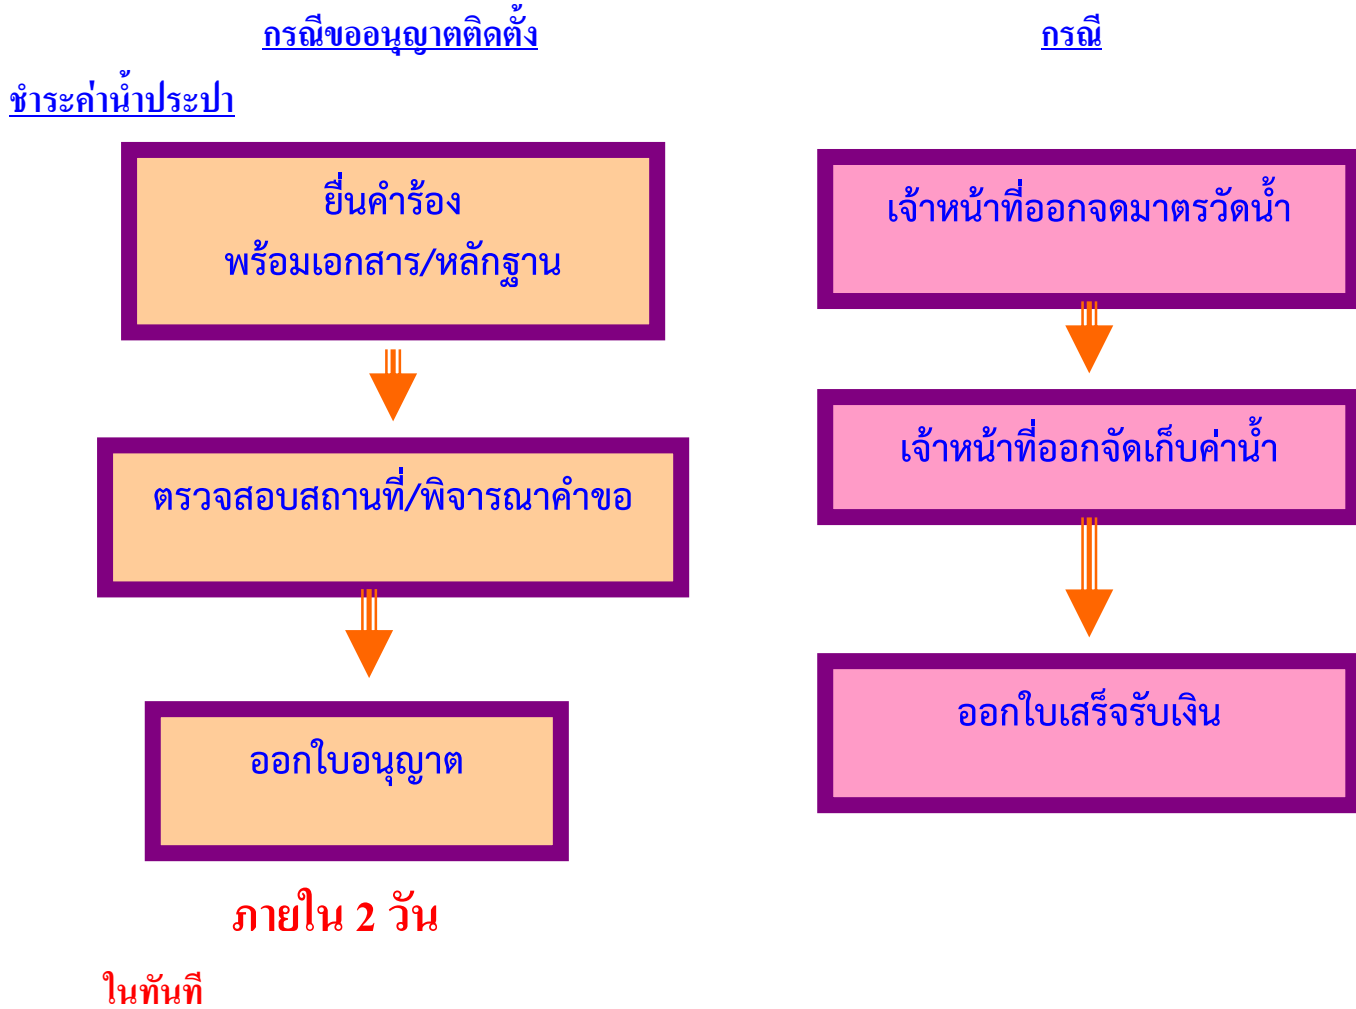 กรณีขออนุญาตติดตั้ง กรณี
ชำระค่าน้ำประปา
ยื่นคำร้อง
พร้อมเอกสาร/หลักฐาน
ตรวจสอบสถานที่/พิจารณาคำขอ
ออกใบอนุญาต
เจ้าหน้าที่ออกจดมาตรวัดน้ำ
เจ้าหน้าที่ออกจัดเก็บค่าน้ำ
ออกใบเสร็จรับเงิน
ภายใน 2 วัน
ในทันที